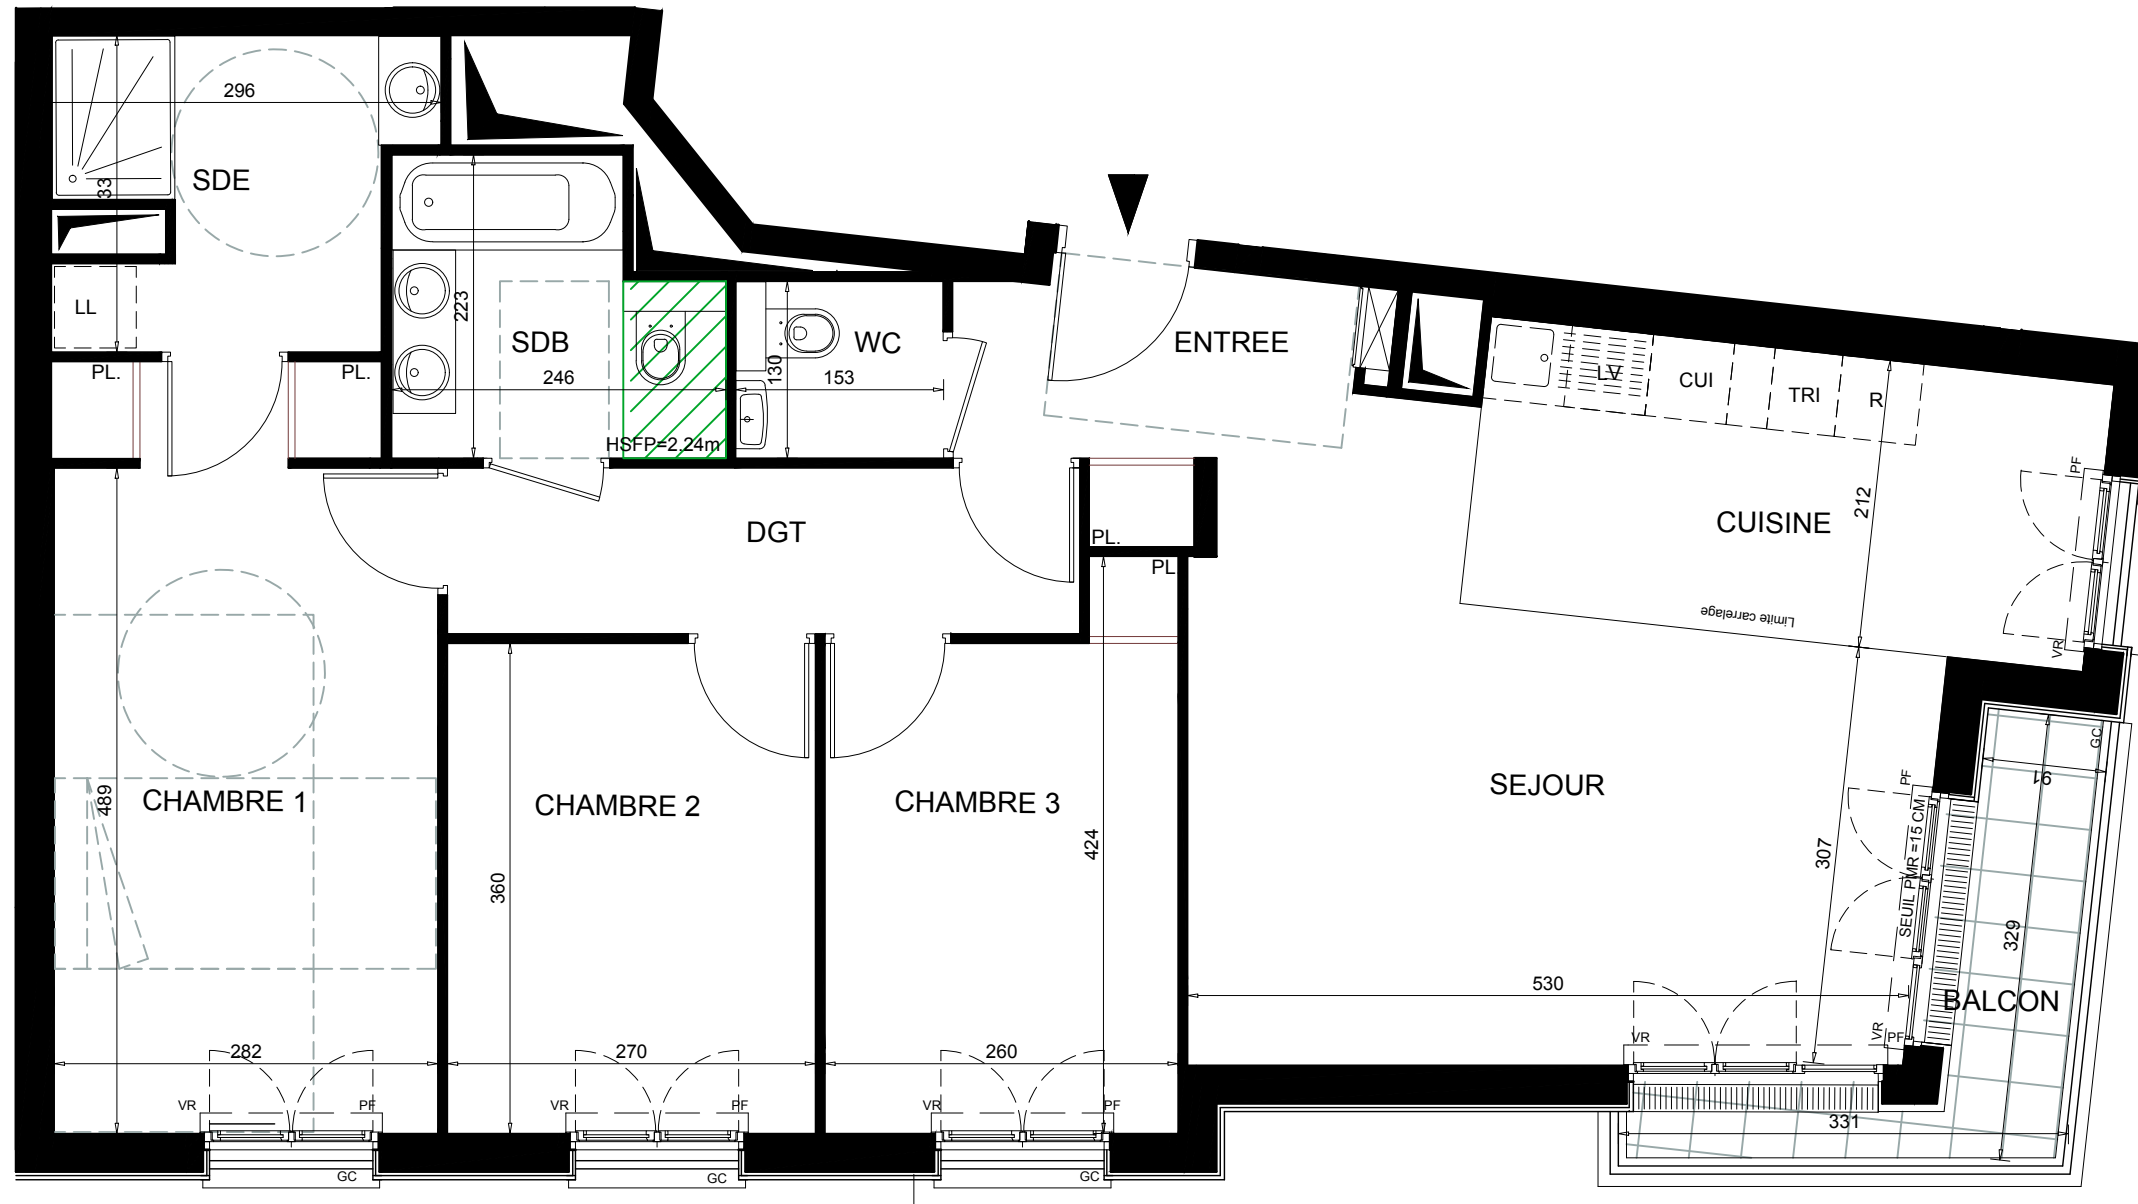 296
SDE
33
LL
PL.
PL.
223
SDB
246
HSFP=2.24m
WC
130
153
ENTREE
LV
CUI
TRI
R
PF
212
CUISINE
VR
Limite carrelage
DGT
PL.
PL
489
CHAMBRE 1
282
VR
PF
GC
360
CHAMBRE 2
270
VR
PF
GC
424
CHAMBRE 3
260
VR
PF
GC
SEJOUR
307
530
PF
SEUIL PMR =15 CM
VR
VR
PF
GC
91
329
BALCON
331